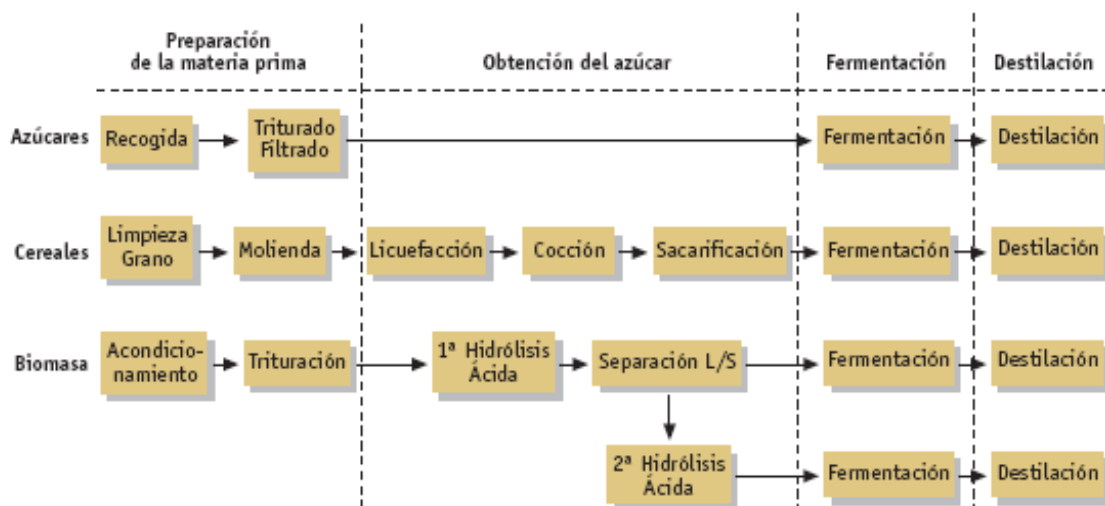 Preparación
de la materia prima
Obtención del azúcar
Fermentación
Destilación
Azúcares
Recogida
Triturado
Filtrado
Fermentación
Destilación
Cereales
Limpieza
Grano
Molienda
Licuefacción
Cocción
Sacarificación
Fermentación
Destilación
Biomasa
Acondicio-
namiento
Trituración
1ª Hidrólisis
Ácida
Separación L/S
Fermentación
Destilación
2ª Hidrólisis
Ácida
Fermentación
Destilación